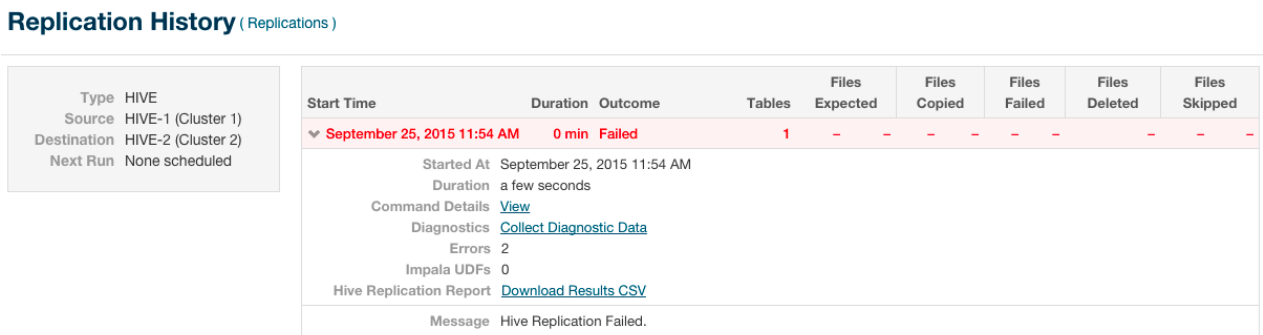 Replication History ( Replications )
Type HIVE
Source HIVE-1 (Cluster 1)
Destination HIVE-2 (Cluster 2)
Next Run None scheduled
Start Time Duration Outcome Tables Files Expected Files Copied Files Failed Files Deleted Files Skipped
September 25, 2015 11:54 AM 0 min Failed 1 – – – – – – – – –
Started At September 25, 2015 11:54 AM
Duration a few seconds
Command Details View
Diagnostics Collect Diagnostic Data
Errors 2
Impala UDFs 0
Hive Replication Report Download Results CSV
Message Hive Replication Failed.